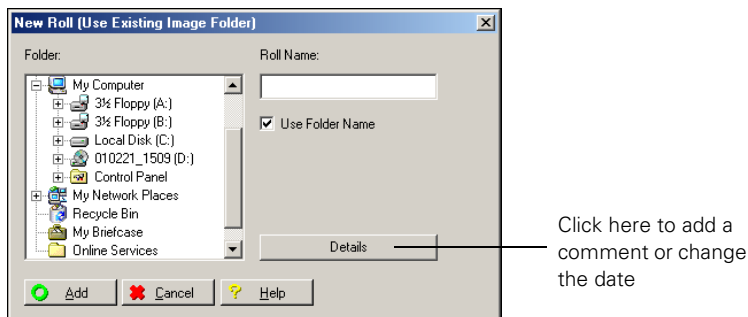 New Roll (Use Existing Image Folder)
Folder:
My Computer
3½ Floppy (A:)
3½ Floppy (B:)
Local Disk (C:)
010221_1509 (D:)
Control Panel
My Network Places
Recycle Bin
My Briefcase
Online Services
Roll Name:
Use Folder Name
Details
Add
Cancel
Help
Click here to add a
comment or change
the date